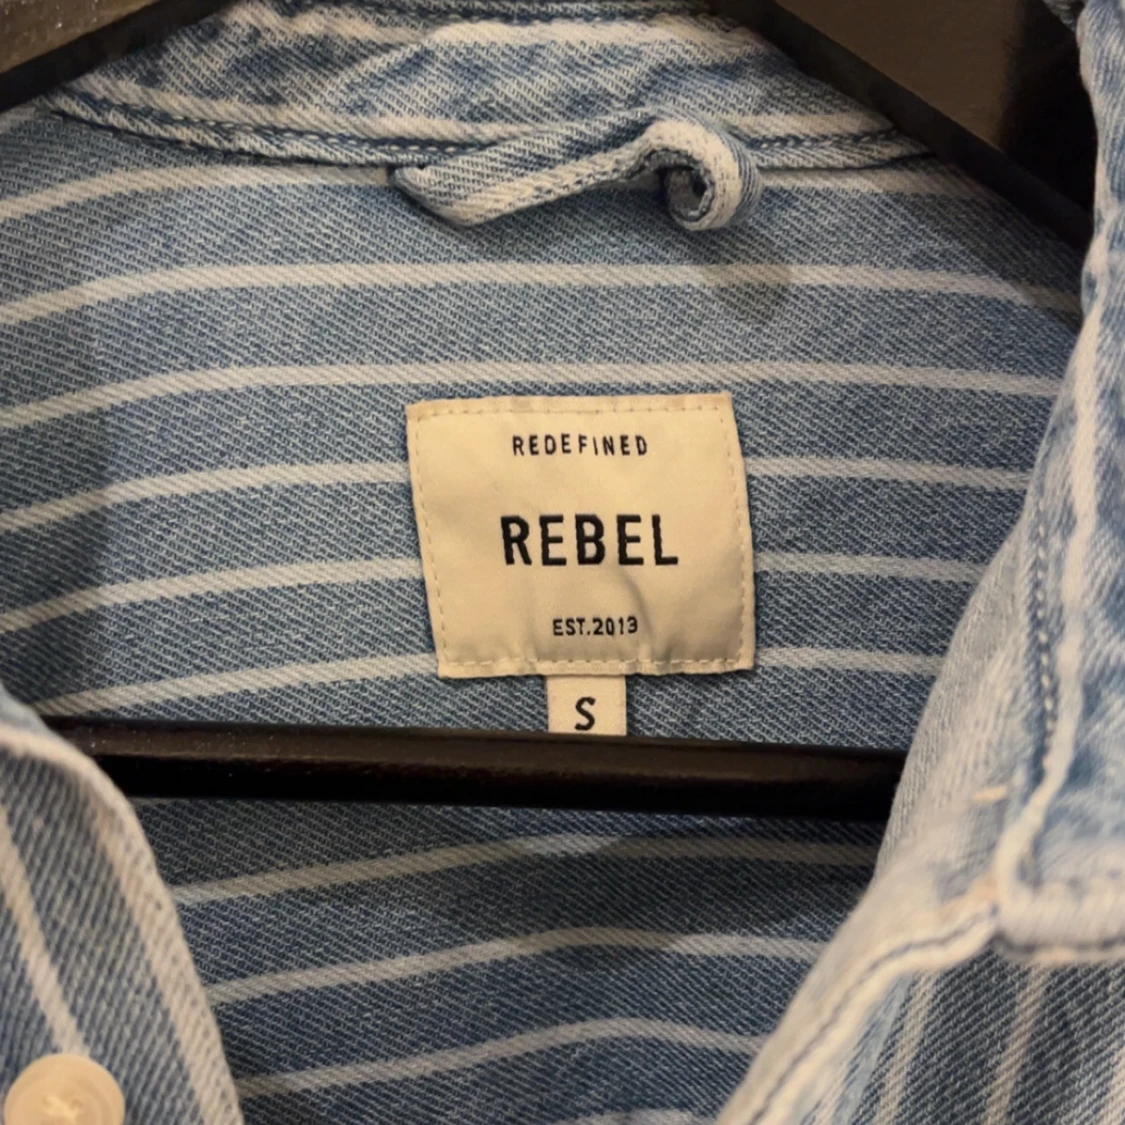 REDEFINED
REBEL
EST.2013
S